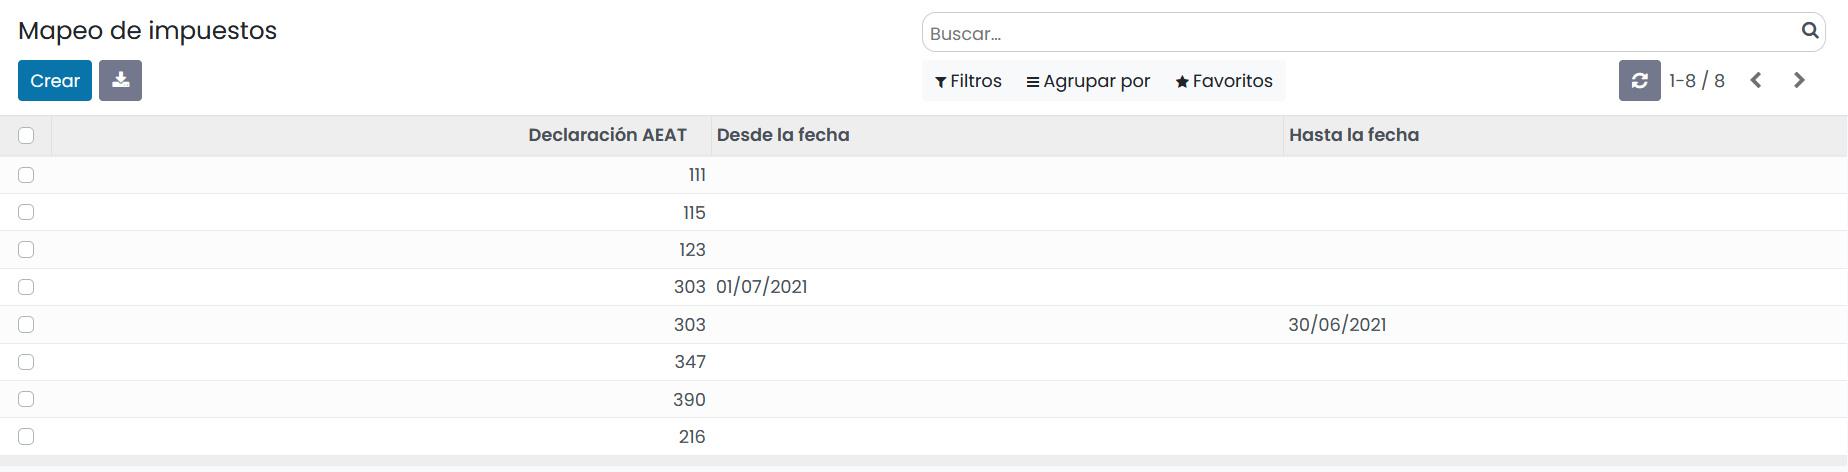 Mapeo de impuestos
Buscar...
Crear
Filtros Agrupar por Favoritos
1-8 / 8
Declaración AEAT Desde la fecha Hasta la fecha
111
115
123
303 01/07/2021
303 30/06/2021
347
390
216